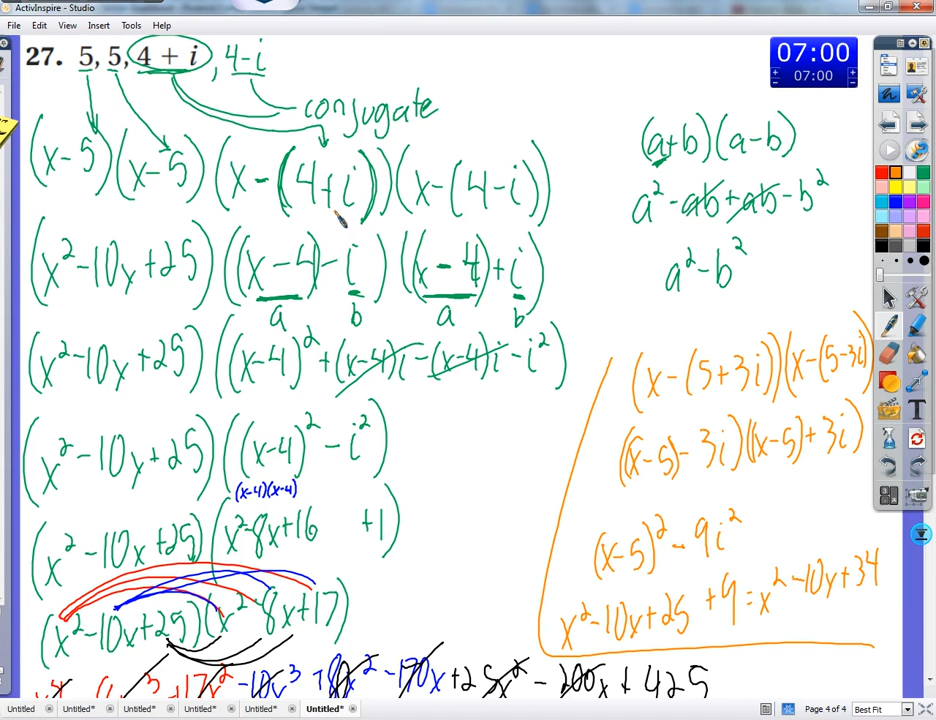 ActivInspire - Studio
File Edit View Insert Tools Help
27. 5, 5, 4 + i, 4-i
conjugate
(x-5)(x-5)(x-(4+i))(x-(4-i)
(x²-10x+25)((x-4)-i)((x-4)+i)
a b a b
(x²-10x+25)((x-4)²+(x-4)i-(x-4)i-i²)
(x²-10x+25)((x-4)²-i²)
(x-4)(x-4)
(x²-10x+25)(x²-8x+16 +1)
(x²-10x+25)(x²-8x+17)
+17x² -10x³ +80x² -170x +25x² -200x +425
07:00
07:00
(a+b)(a-b)
a²-ab+ab-b²
a²-b²
(x-(5+3i))(x-(5-3i)
((x-5)-3i)((x-5)+3i)
(x-5)²-9i²
x²-10x+25 +9=x²-10x+34
Untitled Untitled* Untitled* Untitled* Untitled* Untitled*
Page 4 of 4 Best Fit